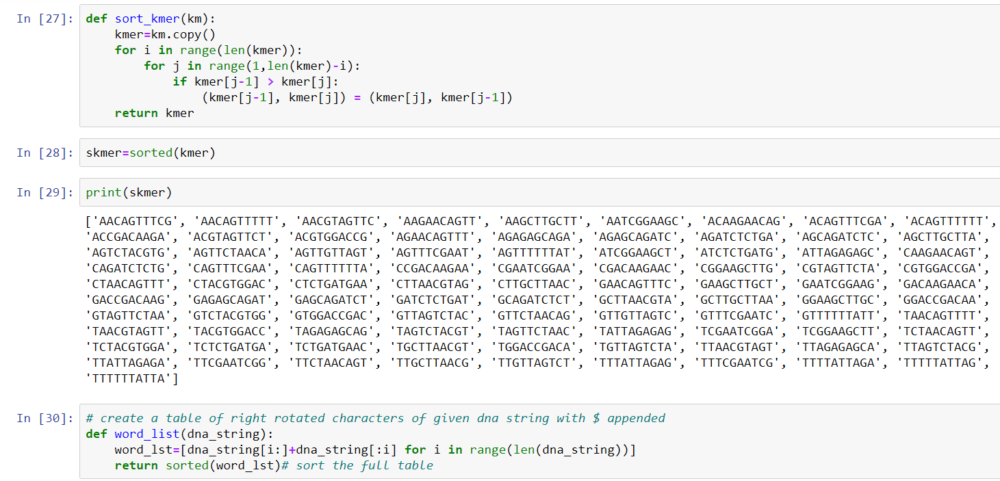 In [27]: def sort_kmer(km):
    kmer=km.copy()
    for i in range(len(kmer)):
        for j in range(1,len(kmer)-i):
            if kmer[j-1] > kmer[j]:
                (kmer[j-1], kmer[j]) = (kmer[j], kmer[j-1])
    return kmer
In [28]: skmer=sorted(kmer)
In [29]: print(skmer)
['AACAGTTTCG', 'AACAGTTTTT', 'AACGTAGTTC', 'AAGAACAGTT', 'AAGCTTGCTT', 'AATCGGAAGC', 'ACAAGAACAG', 'ACAGTTTCGA', 'ACAGTTTTTT',
'ACCGACAAGA', 'ACGTAGTTCT', 'ACGTGGACCG', 'AGAACAGTTT', 'AGAGAGCAGA', 'AGAGCAGATC', 'AGATCTCTGA', 'AGCAGATCTC', 'AGCTTGCTTA',
'AGTCTACGTG', 'AGTTCTAACA', 'AGTTGTTAGT', 'AGTTTCGAAT', 'AGTTTTTTAT', 'ATCGGAAGCT', 'ATCTCTGATG', 'ATTAGAGAGC', 'CAAGAACAGT',
'CAGATCTCTG', 'CAGTTTCGAA', 'CAGTTTTTTA', 'CCGACAAGAA', 'CGAATCGGAA', 'CGACAAGAAC', 'CGGAAGCTTG', 'CGTAGTTCTA', 'CGTGGACCGA',
'CTAACAGTTT', 'CTACGTGGAC', 'CTCTGATGAA', 'CTTAACGTAG', 'CTTGCTTAAC', 'GAACAGTTTC', 'GAAGCTTGCT', 'GAATCGGAAG', 'GACAAGAACA',
'GACCGACAAG', 'GAGAGCAGAT', 'GAGCAGATCT', 'GATCTCTGAT', 'GCAGATCTCT', 'GCTTAACGTA', 'GCTTGCTTAA', 'GGAAGCTTGC', 'GGACCGACAA',
'GTAGTTCTAA', 'GTCTACGTGG', 'GTGGACCGAC', 'GTTAGTCTAC', 'GTTCTAACAG', 'GTTGTTAGTC', 'GTTTCGAATC', 'GTTTTTTATT', 'TAACAGTTTT',
'TAACGTAGTT', 'TACGTGGACC', 'TAGAGAGCAG', 'TAGTCTACGT', 'TAGTTCTAAC', 'TATTAGAGAG', 'TCGAATCGGA', 'TCGGAAGCTT', 'TCTAACAGTT',
'TCTACGTGGA', 'TCTCTGATGA', 'TCTGATGAAC', 'TGCTTAACGT', 'TGGACCGACA', 'TGTTAGTCTA', 'TTAACGTAGT', 'TTAGAGAGCA', 'TTAGTCTACG',
'TTATTAGAGA', 'TTCGAATCGG', 'TTCTAACAGT', 'TTGCTTAACG', 'TTGTTAGTCT', 'TTTATTAGAG', 'TTTCGAATCG', 'TTTTATTAGA', 'TTTTTATTAG',
'TTTTTTATTA']
In [30]: # create a table of right rotated characters of given dna string with $ appended
def word_list(dna_string):
    word_lst=[dna_string[i:]+dna_string[:i] for i in range(len(dna_string))]
    return sorted(word_lst)# sort the full table